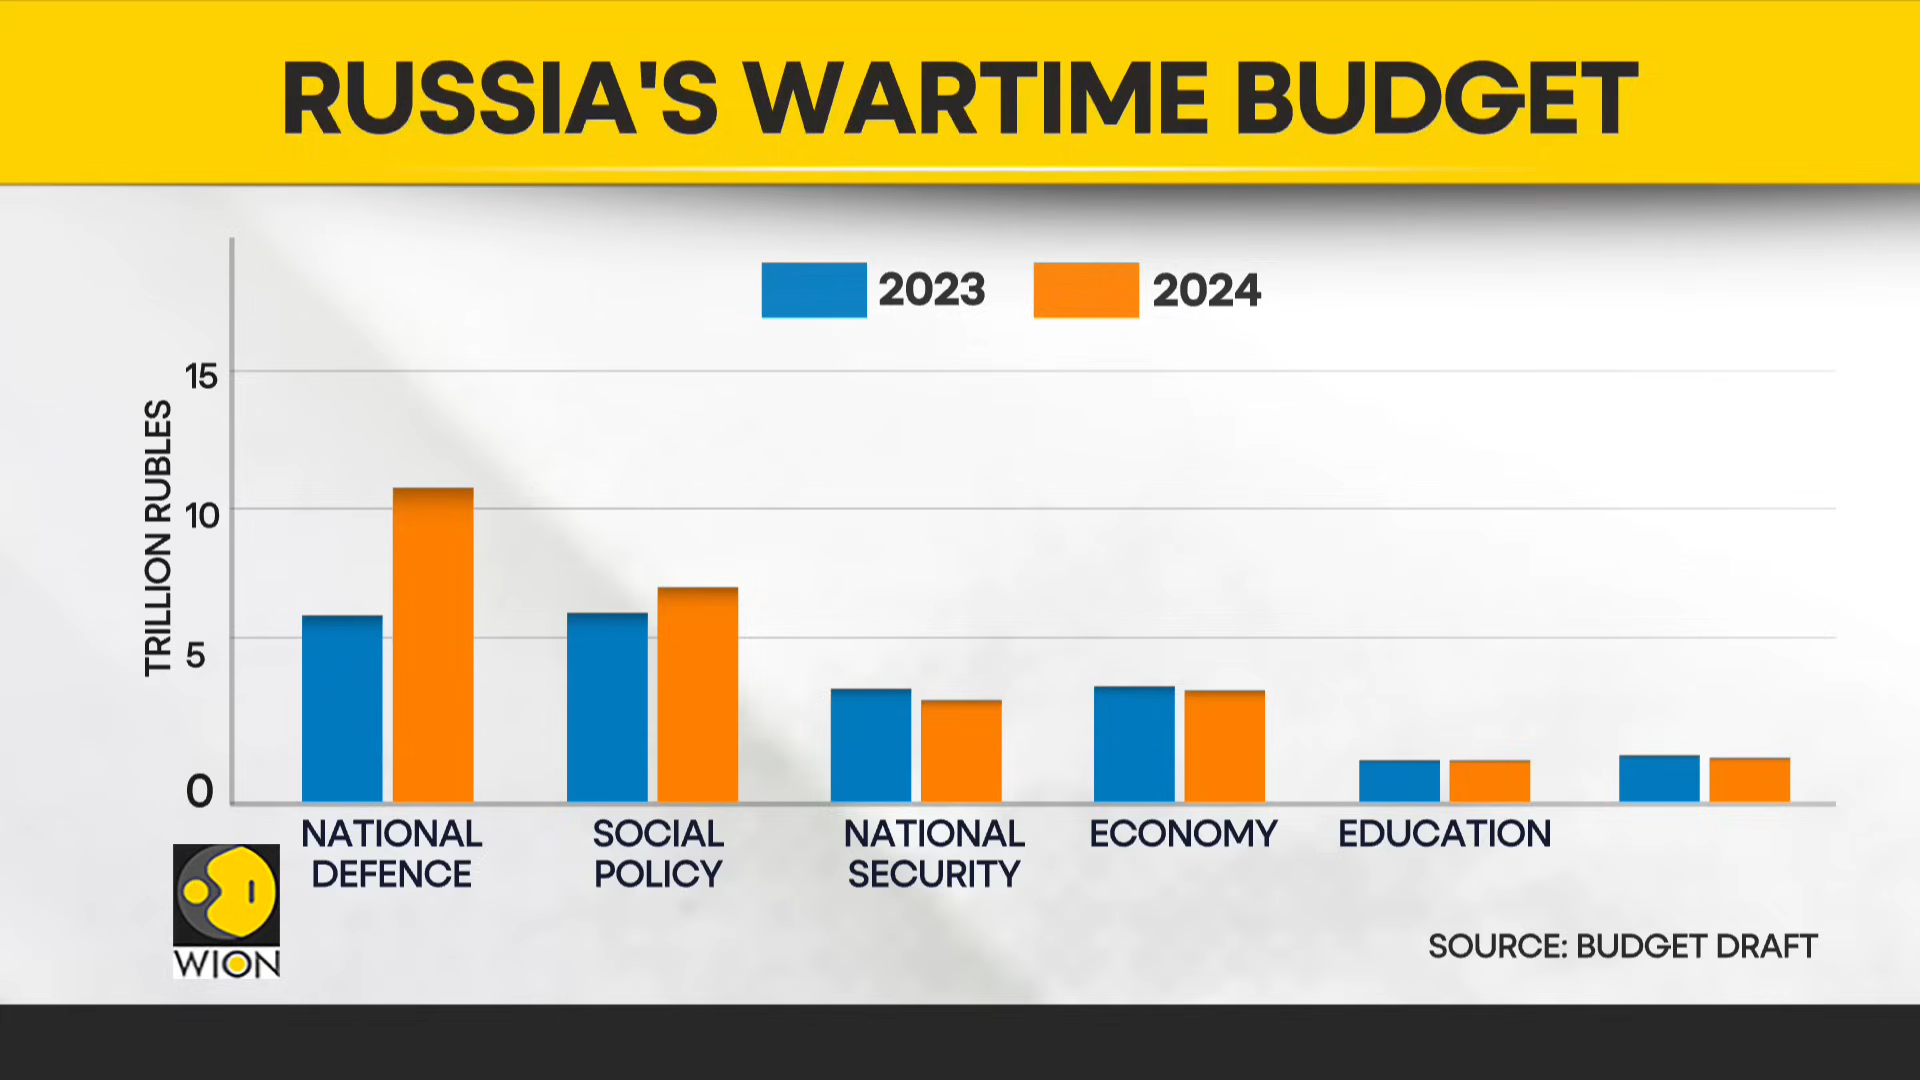 RUSSIA'S WARTIME BUDGET
2023 2024
TRILLION RUBLES
15
10
5
0
NATIONAL DEFENCE
SOCIAL POLICY
NATIONAL SECURITY
ECONOMY
EDUCATION
WION
SOURCE: BUDGET DRAFT